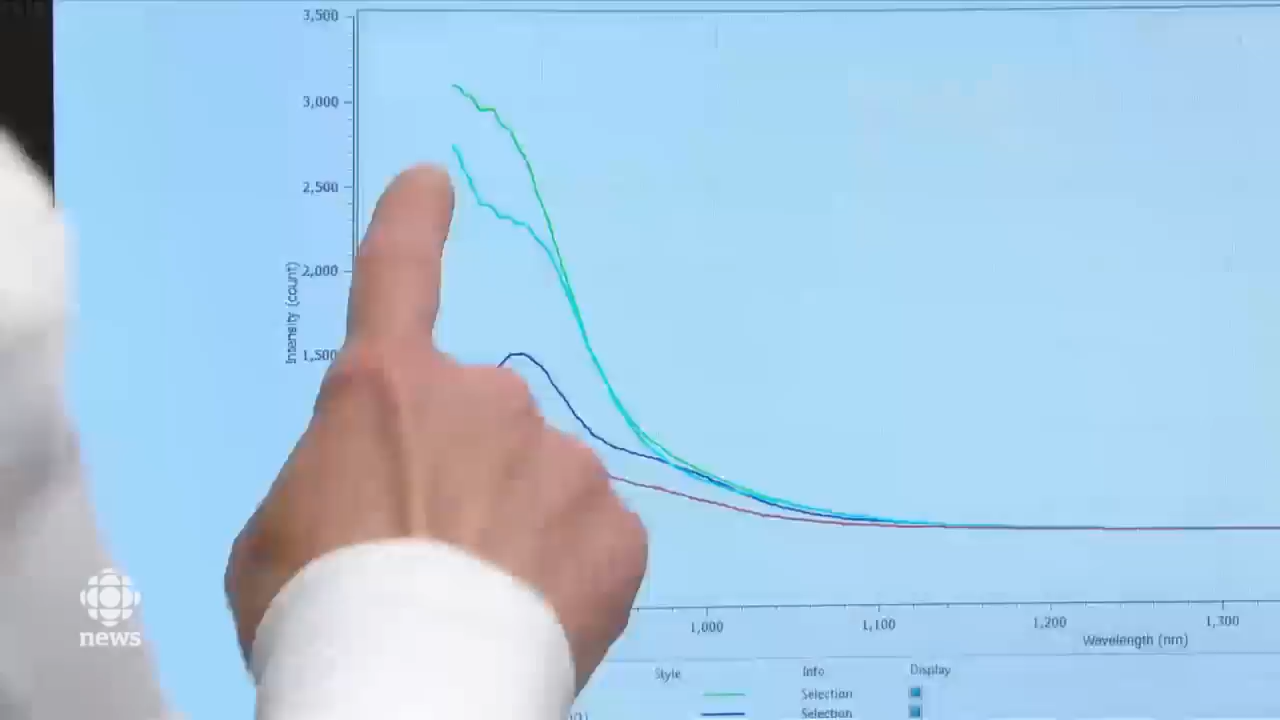 3,500
3,000
2,500
2,000
1,500
Intensity (count)
1,000 1,100 1,200 1,300
Wavelength (nm)
Style Info Display
Selection
Selection
news